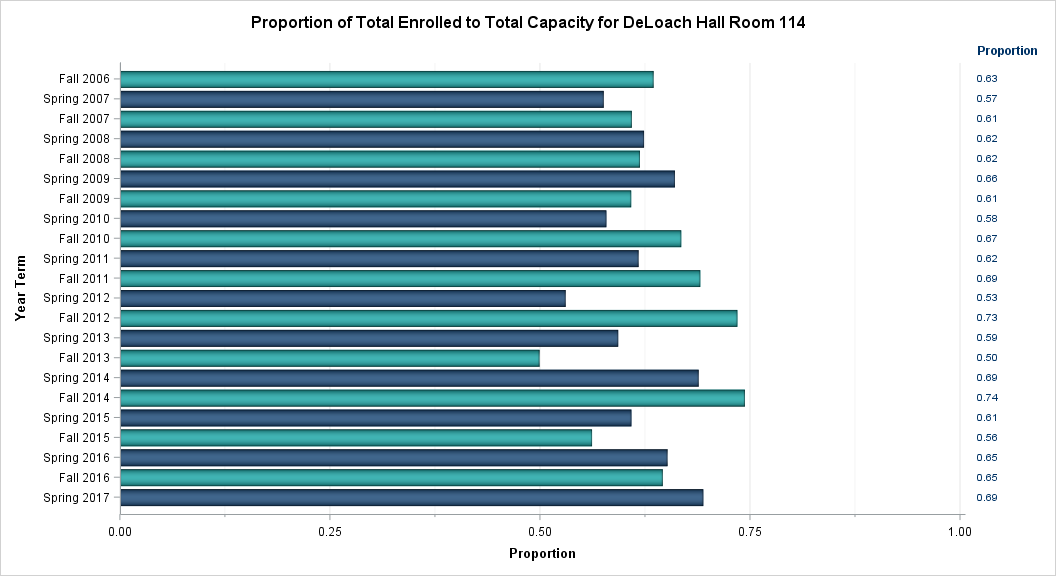 Proportion of Total Enrolled to Total Capacity for DeLoach Hall Room 114
Proportion
Fall 2006 0.63
Spring 2007 0.57
Fall 2007 0.61
Spring 2008 0.62
Fall 2008 0.62
Spring 2009 0.66
Fall 2009 0.61
Spring 2010 0.58
Fall 2010 0.67
Spring 2011 0.62
Fall 2011 0.69
Spring 2012 0.53
Fall 2012 0.73
Spring 2013 0.59
Fall 2013 0.50
Spring 2014 0.69
Fall 2014 0.74
Spring 2015 0.61
Fall 2015 0.56
Spring 2016 0.65
Fall 2016 0.65
Spring 2017 0.69
Year Term
0.00 0.25 0.50 0.75 1.00
Proportion